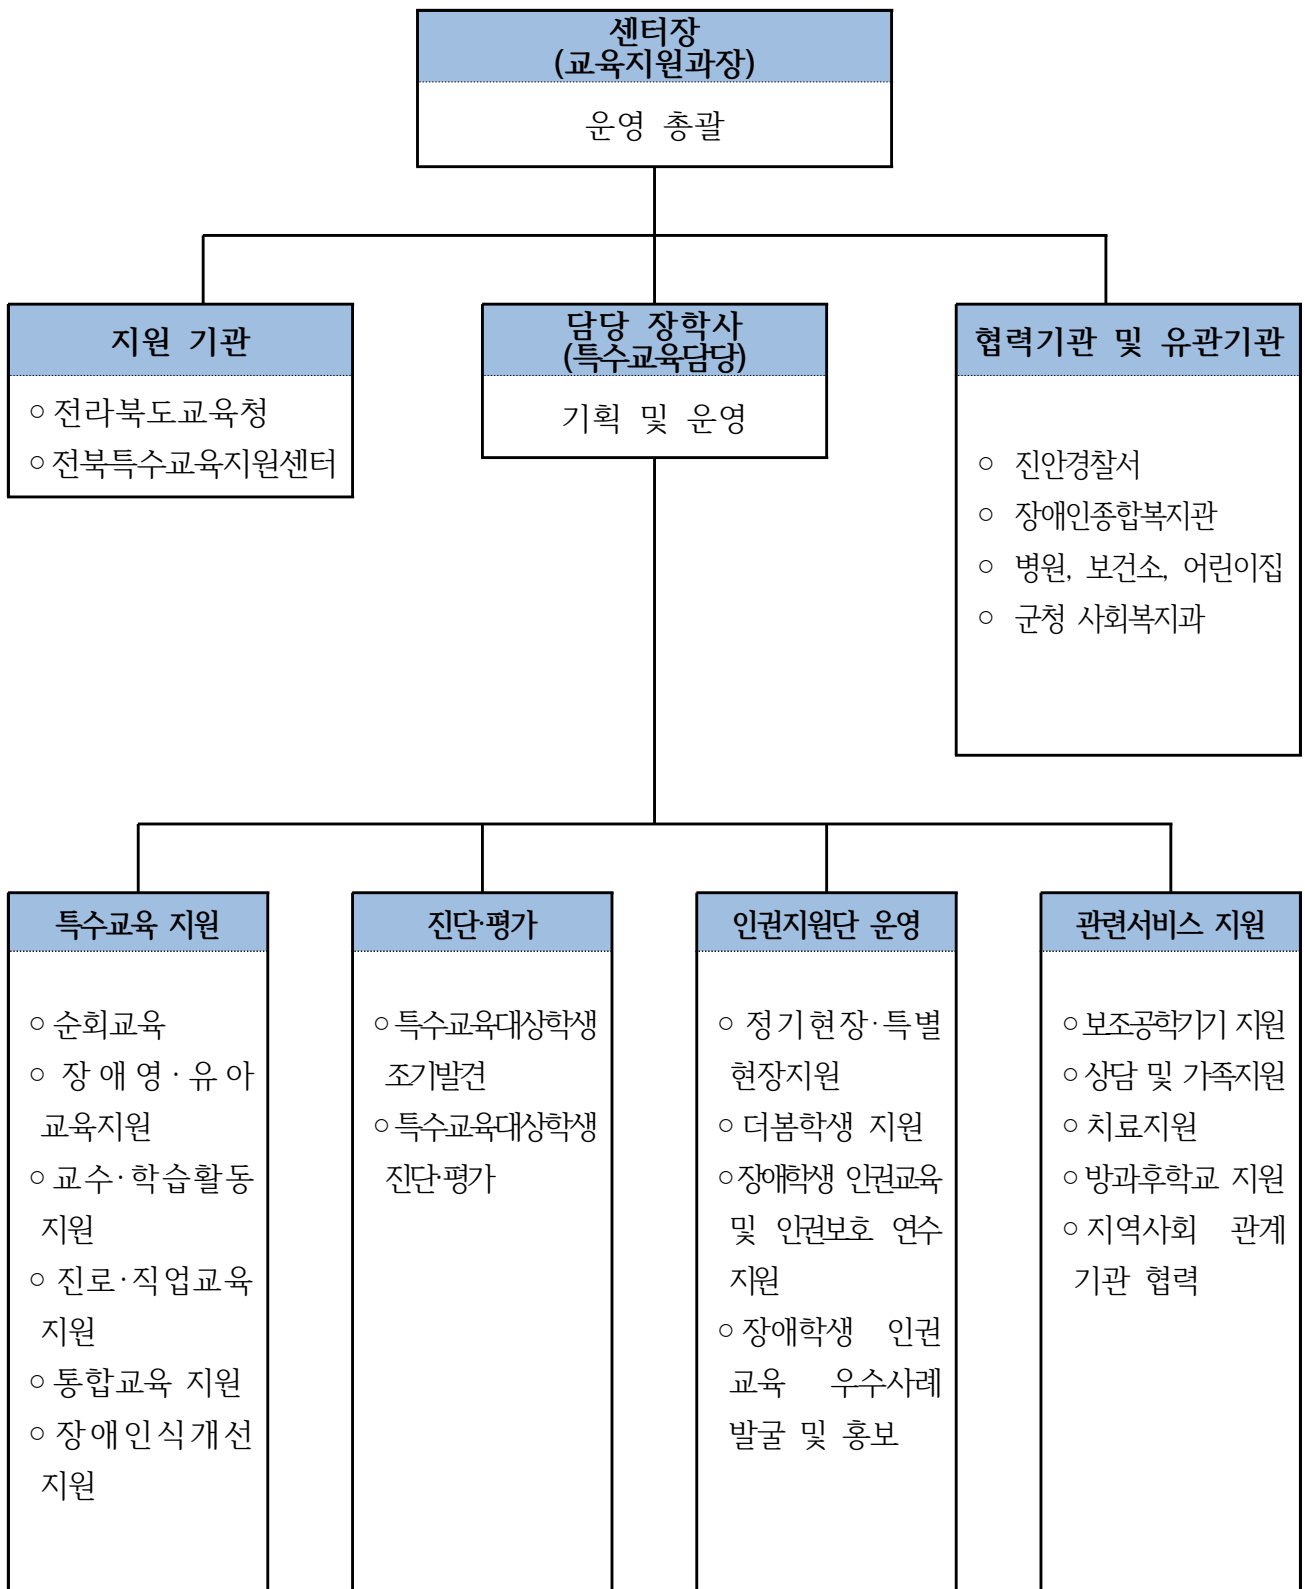 센터장
(교육지원과장)
운영 총괄
지원 기관
○ 전라북도교육청
○ 전북특수교육지원센터
담당 장학사
(특수교육담당)
기획 및 운영
협력기관 및 유관기관
○ 진안경찰서
○ 장애인종합복지관
○ 병원, 보건소, 어린이집
○ 군청 사회복지과
특수교육 지원
○ 순회교육
○ 장애영·유아
교육지원
○ 교수·학습활동
지원
○ 진로·직업교육
지원
○ 통합교육 지원
○ 장애인식개선
지원
진단·평가
○ 특수교육대상학생
조기발견
○ 특수교육대상학생
진단·평가
인권지원단 운영
○ 정기현장·특별
현장지원
○ 더봄학생 지원
○ 장애학생 인권교육
및 인권보호 연수
지원
○ 장애학생 인권
교육 우수사례
발굴 및 홍보
관련서비스 지원
○ 보조공학기기 지원
○ 상담 및 가족지원
○ 치료지원
○ 방과후학교 지원
○ 지역사회 관계
기관 협력